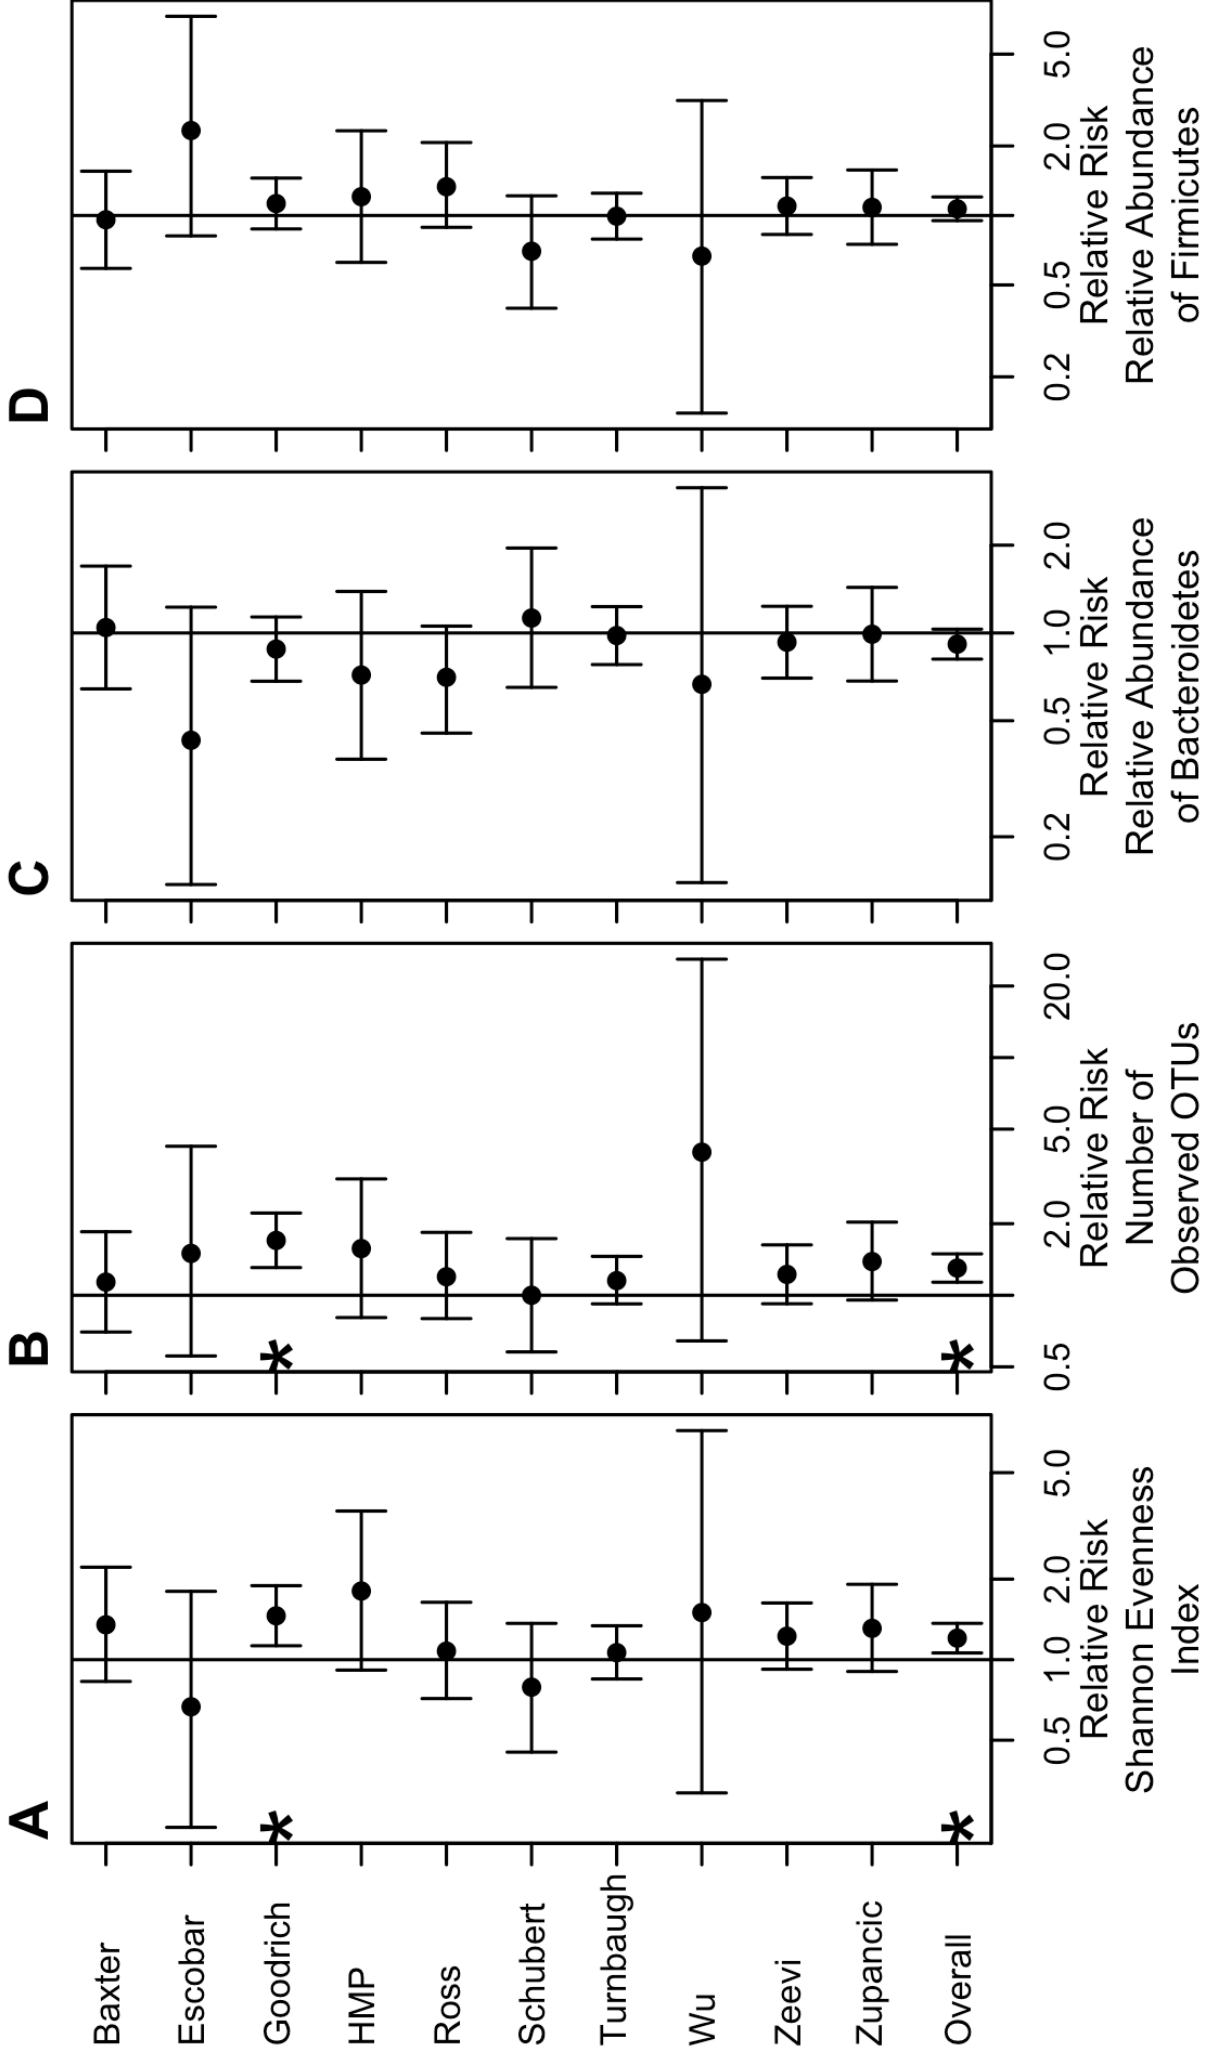 A
B
C
D
Baxter
Escobar
Goodrich
HMP
Ross
Schubert
Turnbaugh
Wu
Zeevi
Zupancic
Overall
*
*
*
*
0.5 1.0 2.0 5.0
Relative Risk
Shannon Evenness
Index
0.5 2.0 5.0 20.0
Relative Risk
Number of
Observed OTUs
0.2 0.5 1.0 2.0
Relative Risk
Relative Abundance
of Bacteroidetes
0.2 0.5 2.0 5.0
Relative Risk
Relative Abundance
of Firmicutes